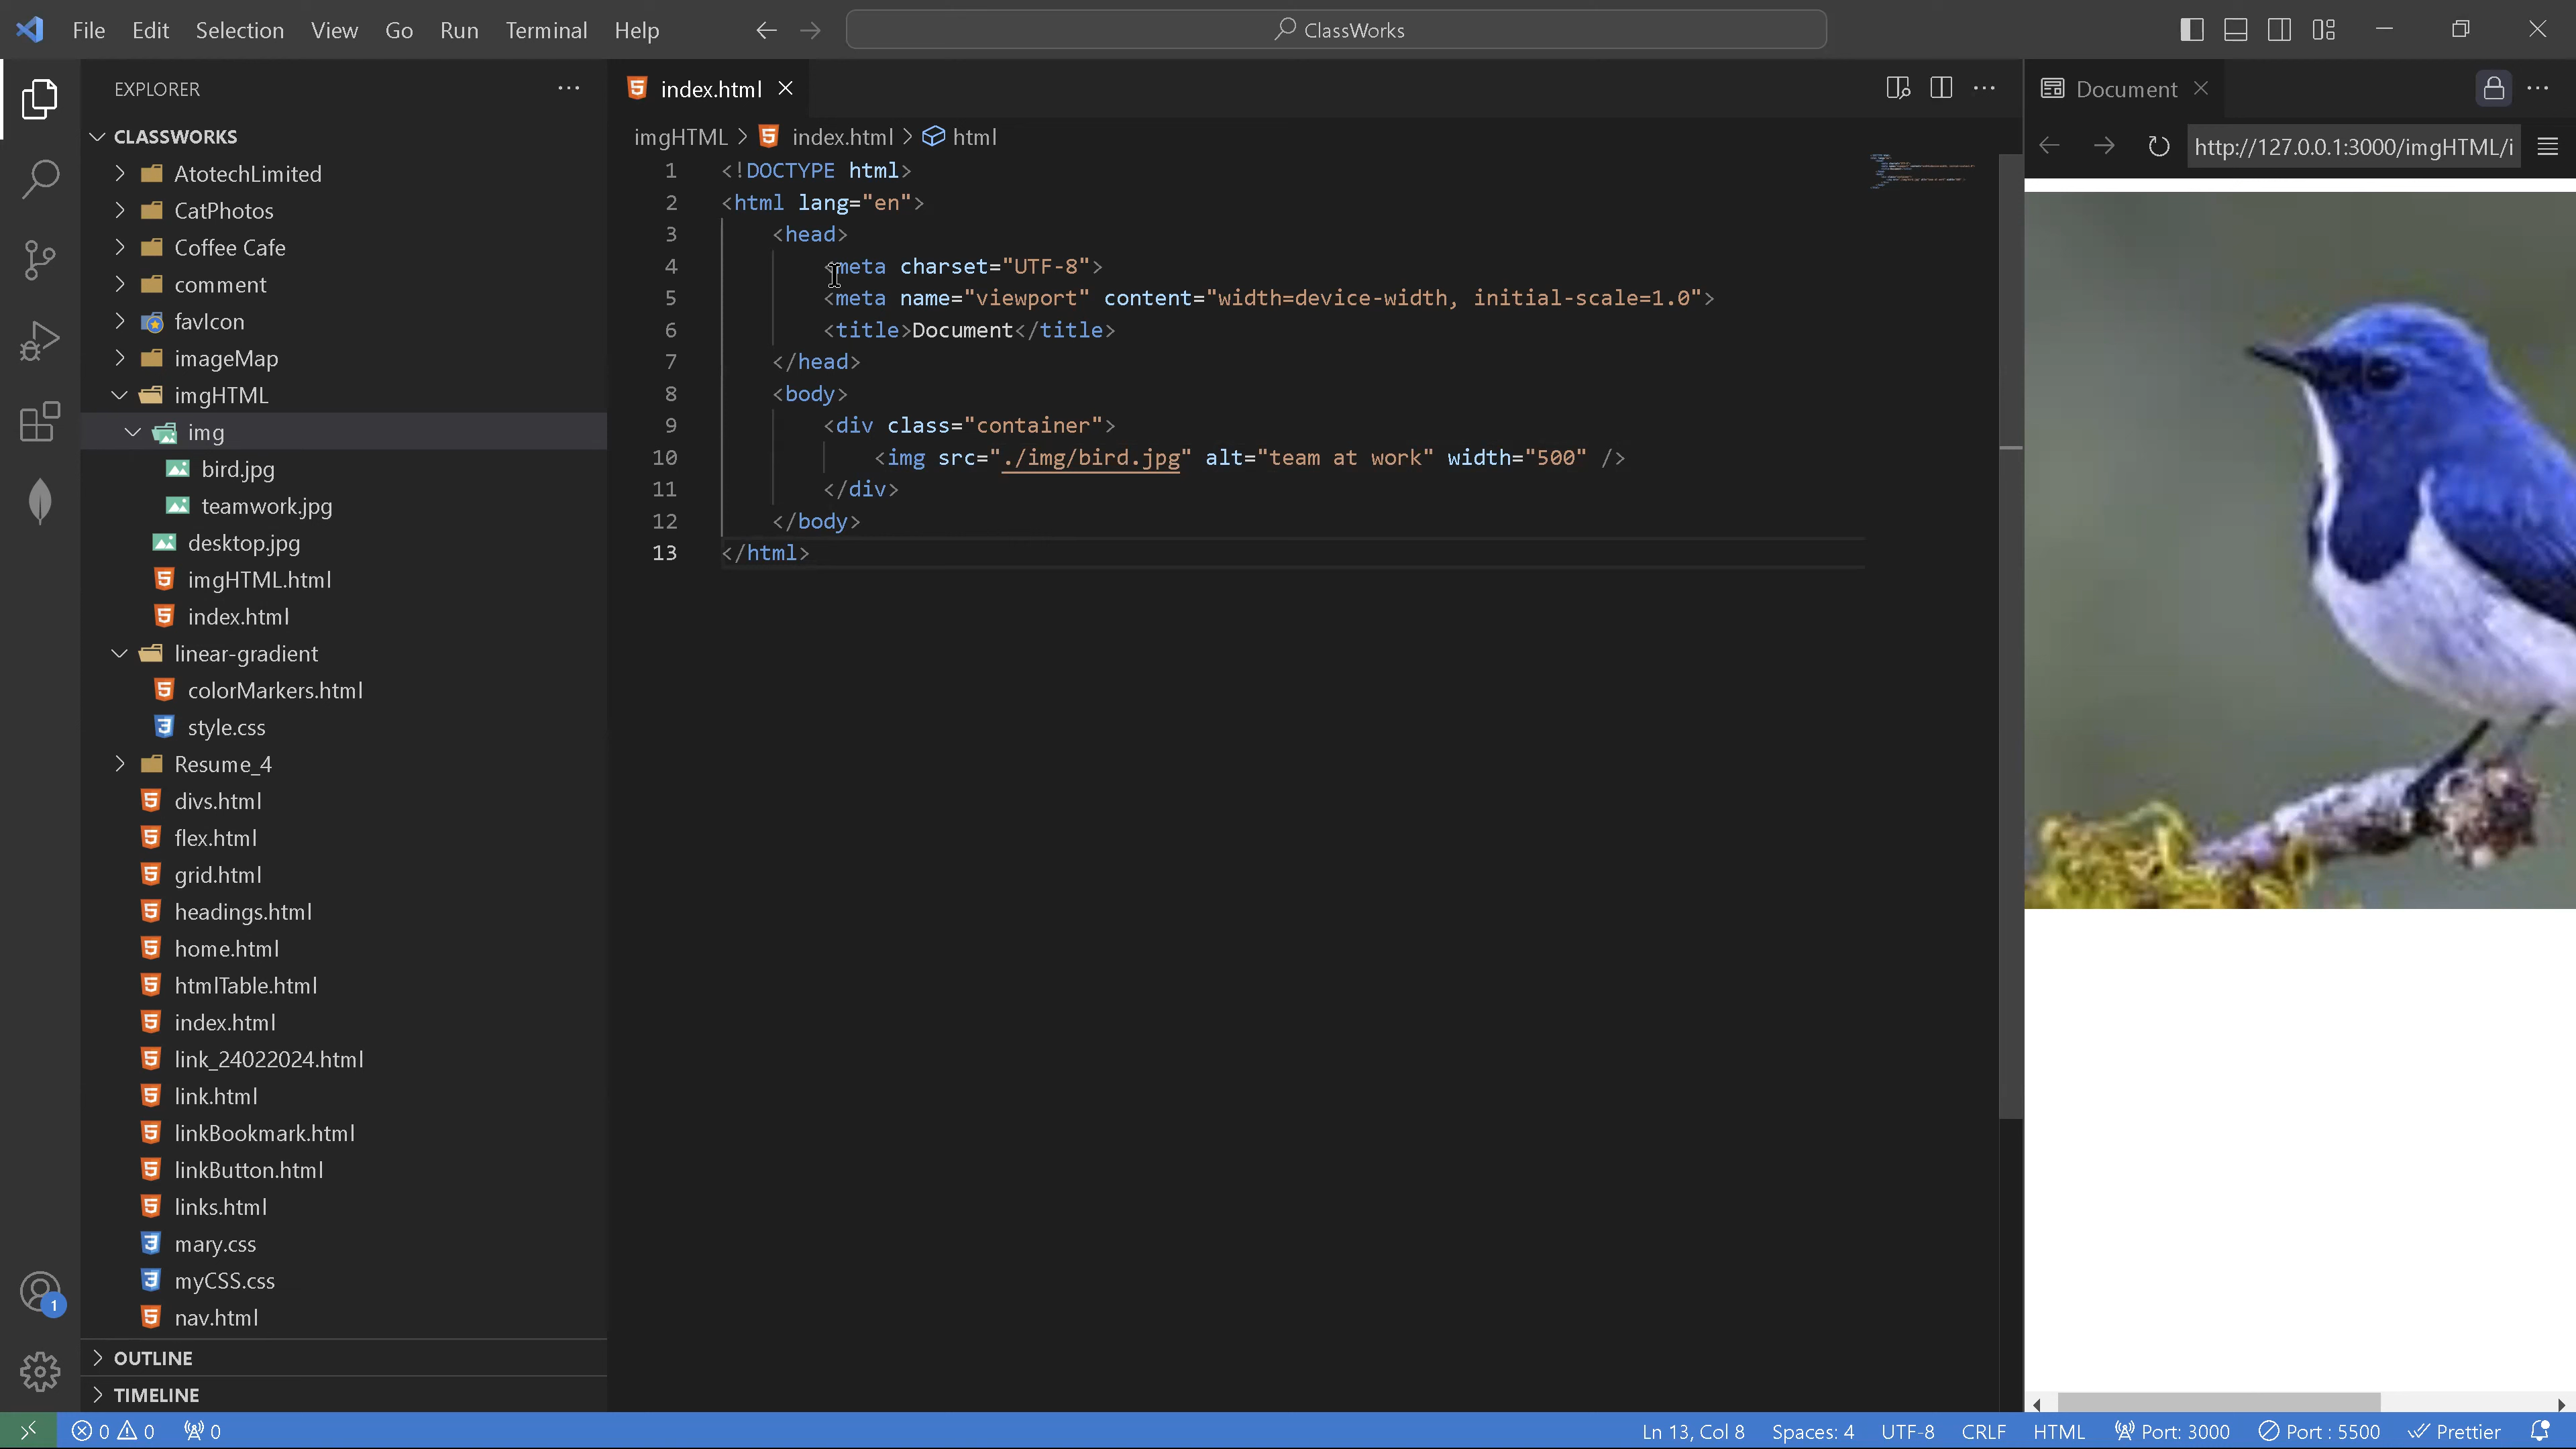 File Edit Selection View Go Run Terminal Help
ClassWorks
EXPLORER
CLASSWORKS
AtotechLimited
CatPhotos
Coffee Cafe
comment
favIcon
imageMap
imgHTML
img
bird.jpg
teamwork.jpg
desktop.jpg
imgHTML.html
index.html
linear-gradient
colorMarkers.html
style.css
Resume_4
divs.html
flex.html
grid.html
headings.html
home.html
htmlTable.html
index.html
link_24022024.html
link.html
linkBookmark.html
linkButton.html
links.html
mary.css
myCSS.css
nav.html
OUTLINE
TIMELINE
1
index.html
imgHTML > index.html > html
1 <!DOCTYPE html>
2 <html lang="en">
3 <head>
4 <meta charset="UTF-8">
5 <meta name="viewport" content="width=device-width, initial-scale=1.0">
6 <title>Document</title>
7 </head>
8 <body>
9 <div class="container">
10 <img src="./img/bird.jpg" alt="team at work" width="500" />
11 </div>
12 </body>
13 </html>
Document
http://127.0.0.1:3000/imgHTML/i
0 0 0
Ln 13, Col 8 Spaces: 4 UTF-8 CRLF HTML Port: 3000 Port : 5500 Prettier